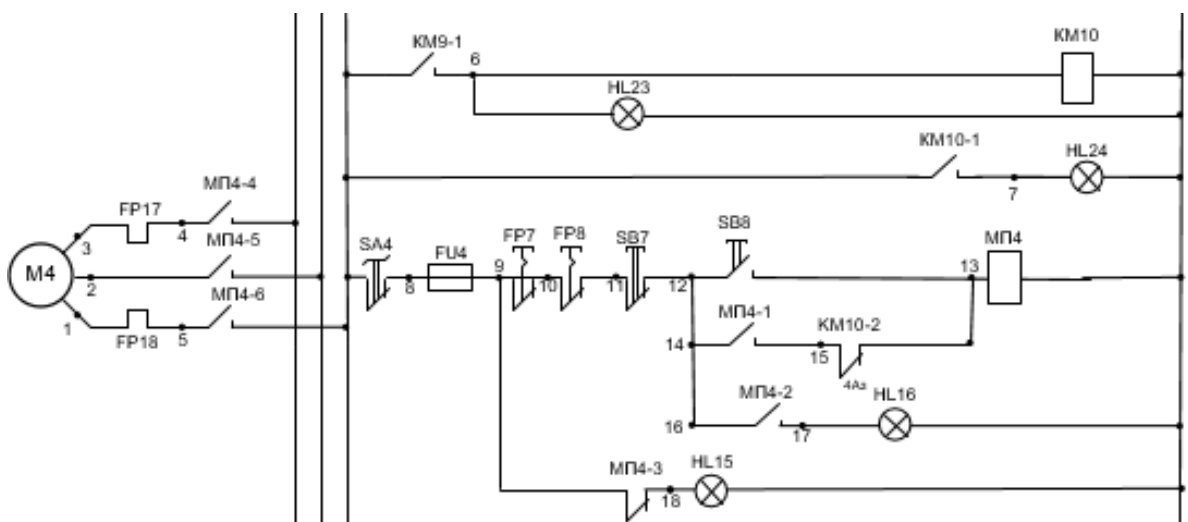 КМ9-1
6
КМ10
HL23
КМ10-1
HL24
7
МП4-4
FP17
3
4
МП4-5
М4
2
МП4-6
1
FP18
5
SA4
8
FU4
9
FP7
10
FP8
11
SB7
12
SB8
13
МП4
14
МП4-1
15
КМ10-2
4Аз
16
МП4-2
17
HL16
МП4-3
18
HL15